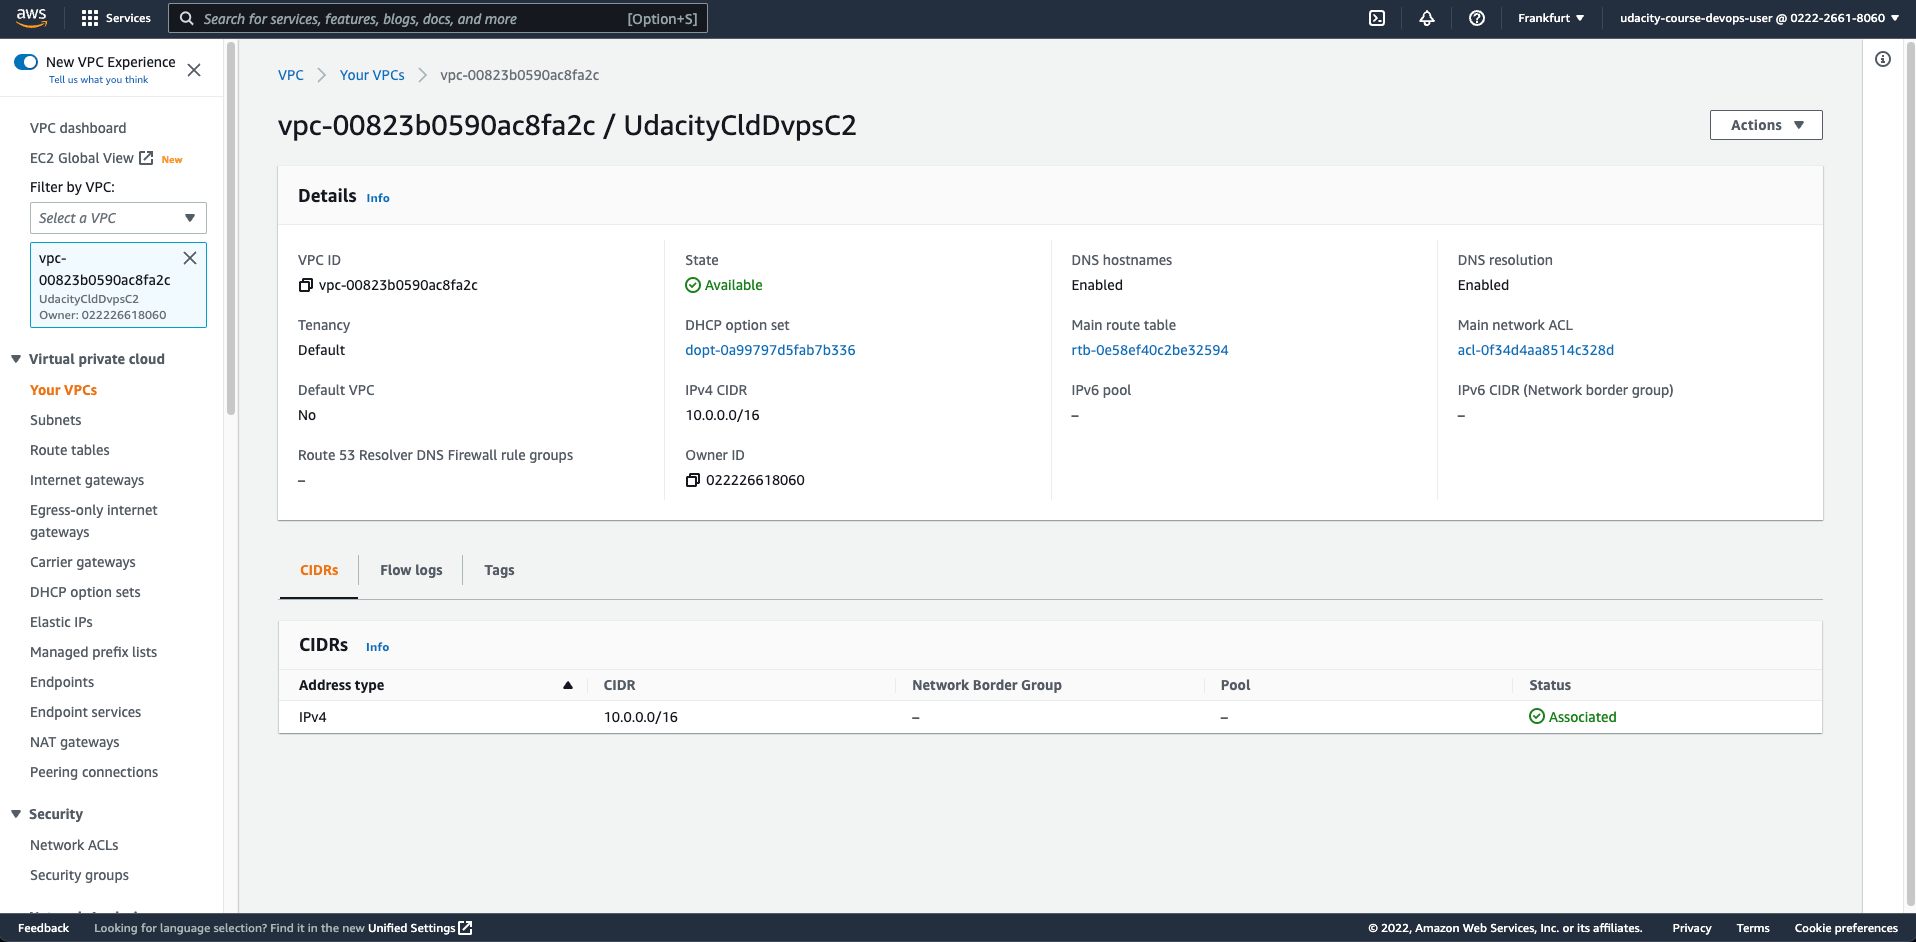 aws
Services
Search for services, features, blogs, docs, and more [Option+S]
Frankfurt
udacity-course-devops-user @ 0222-2661-8060
New VPC Experience
Tell us what you think
VPC dashboard
EC2 Global View New
Filter by VPC:
Select a VPC
vpc-
00823b0590ac8fa2c
UdacityCldDvpsC2
Owner: 022226618060
Virtual private cloud
Your VPCs
Subnets
Route tables
Internet gateways
Egress-only internet
gateways
Carrier gateways
DHCP option sets
Elastic IPs
Managed prefix lists
Endpoints
Endpoint services
NAT gateways
Peering connections
Security
Network ACLs
Security groups
VPC Your VPCs vpc-00823b0590ac8fa2c
vpc-00823b0590ac8fa2c / UdacityCldDvpsC2
Actions
Details Info
VPC ID
vpc-00823b0590ac8fa2c
State
Available
DNS hostnames
Enabled
DNS resolution
Enabled
Tenancy
Default
DHCP option set
dopt-0a99797d5fab7b336
Main route table
rtb-0e58ef40c2be32594
Main network ACL
acl-0f34d4aa8514c328d
Default VPC
No
IPv4 CIDR
10.0.0.0/16
IPv6 pool
–
IPv6 CIDR (Network border group)
–
Route 53 Resolver DNS Firewall rule groups
–
Owner ID
022226618060
CIDRs Flow logs Tags
CIDRs Info
Address type CIDR Network Border Group Pool Status
IPv4 10.0.0.0/16 – – Associated
Feedback Looking for language selection? Find it in the new Unified Settings
© 2022, Amazon Web Services, Inc. or its affiliates. Privacy Terms Cookie preferences